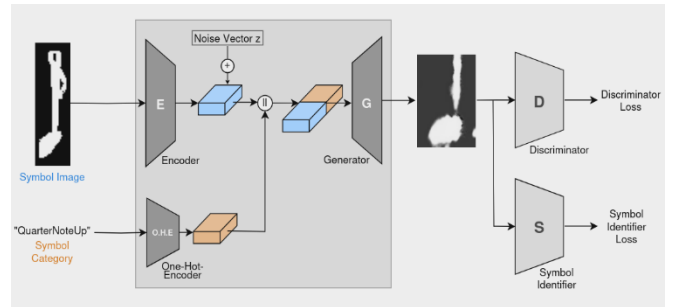 Noise Vector z
+
E
||
G
D
Discriminator
Loss
Encoder
Generator
Discriminator
Symbol Image
"QuarterNoteUp"
Symbol
Category
O.H.E
One-Hot-
Encoder
S
Symbol
Identifier
Loss
Symbol
Identifier